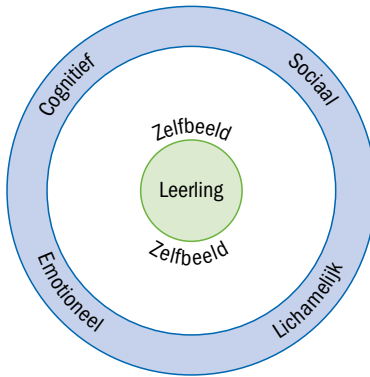 Cognitief
Sociaal
Zelfbeeld
Leerling
Zelfbeeld
Emotioneel
Lichamelijk